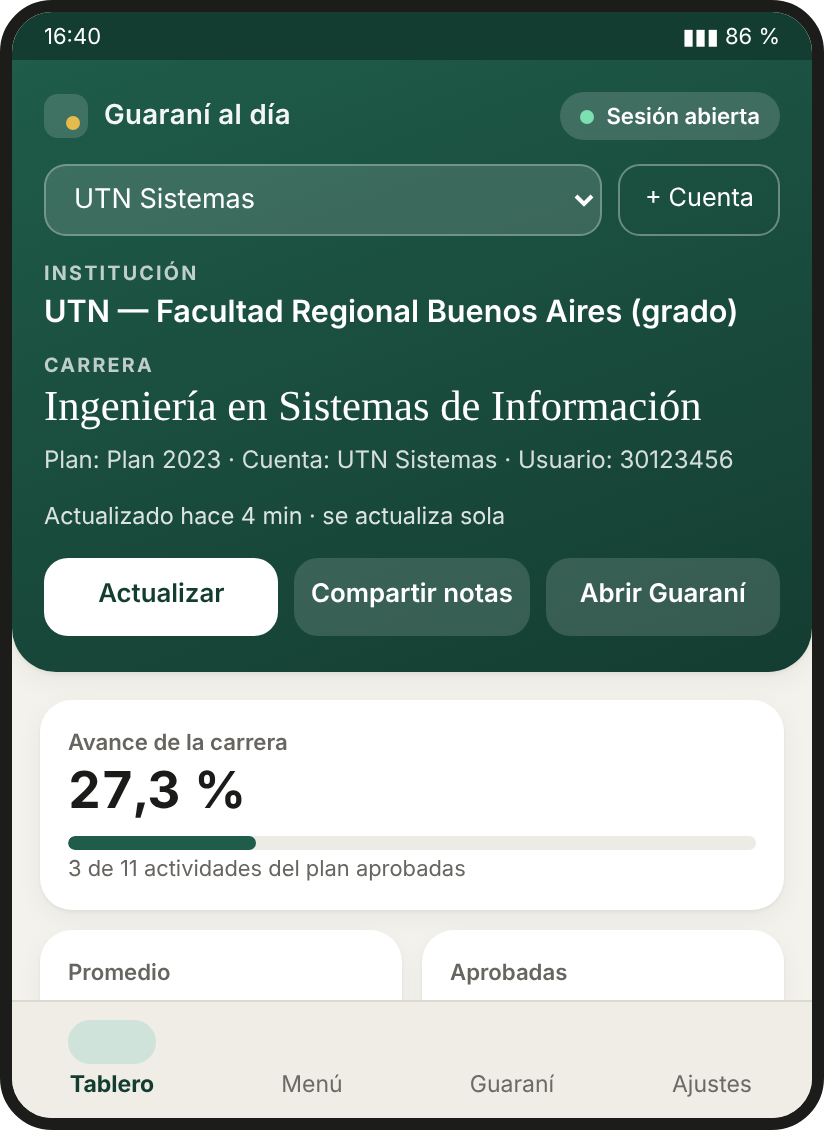 16:40
86 %
Guaraní al día
Sesión abierta
UTN Sistemas
+ Cuenta
INSTITUCIÓN
UTN — Facultad Regional Buenos Aires (grado)
CARRERA
Ingeniería en Sistemas de Información
Plan: Plan 2023 · Cuenta: UTN Sistemas · Usuario: 30123456
Actualizado hace 4 min · se actualiza sola
Actualizar
Compartir notas
Abrir Guaraní
Avance de la carrera
27,3 %
3 de 11 actividades del plan aprobadas
Promedio
Aprobadas
Tablero
Menú
Guaraní
Ajustes